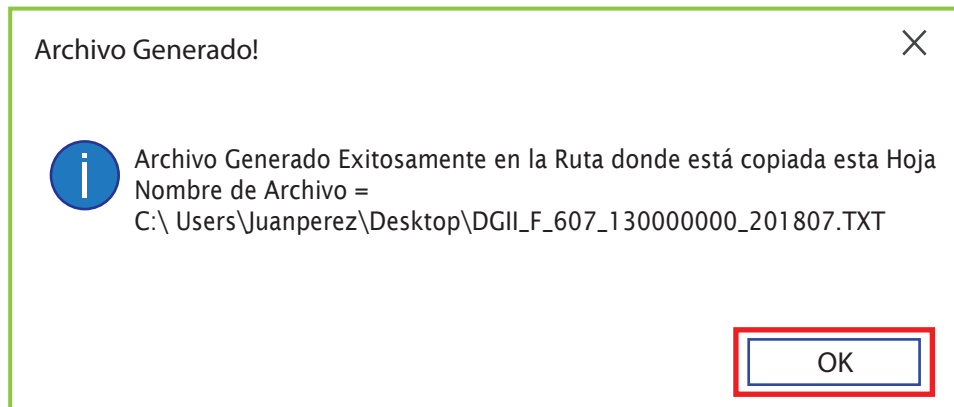 Archivo Generado!
Archivo Generado Exitosamente en la Ruta donde está copiada esta Hoja
Nombre de Archivo =
C:\ Users\Juanperez\Desktop\DGII_F_607_130000000_201807.TXT
OK